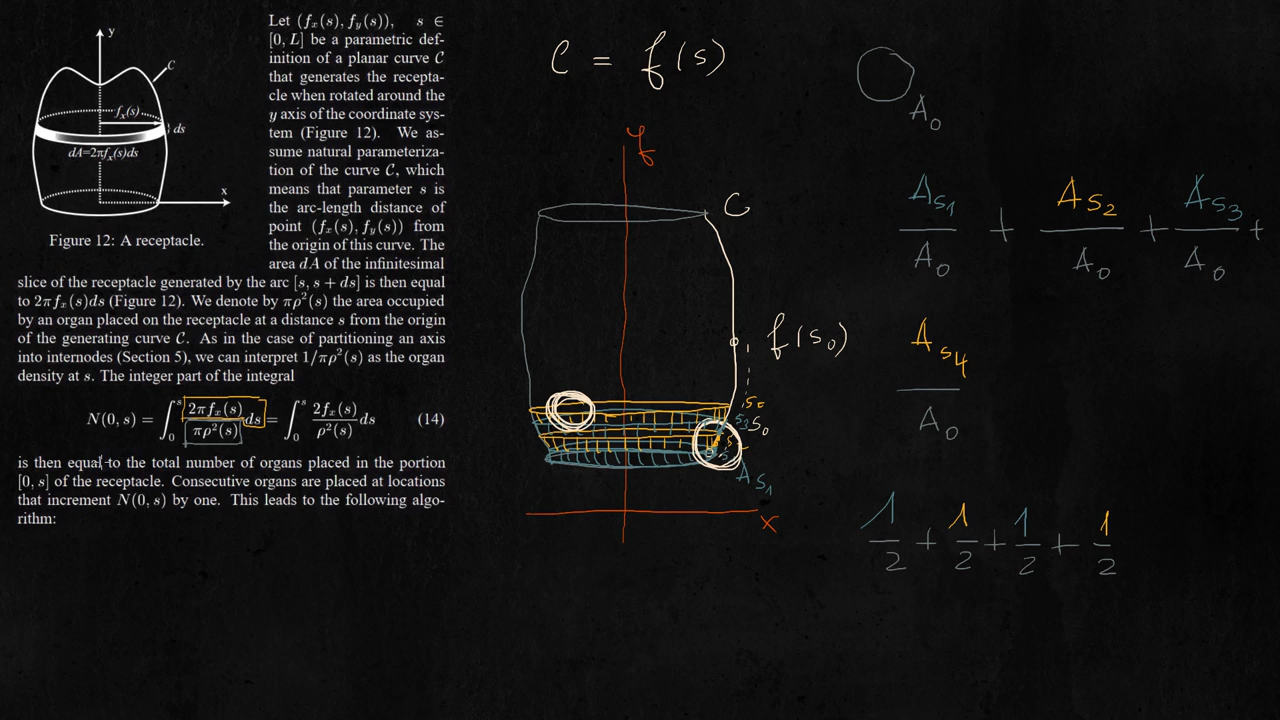 y
C
f_x(s)
ds
dA=2πf_x(s)ds
x
Figure 12: A receptacle.
Let (f_x(s), f_y(s)), s ∈
[0, L] be a parametric def-
inition of a planar curve C
that generates the recepta-
cle when rotated around the
y axis of the coordinate sys-
tem (Figure 12). We as-
sume natural parameteriza-
tion of the curve C, which
means that parameter s is
the arc-length distance of
point (f_x(s), f_y(s)) from
the origin of this curve. The
area dA of the infinitesimal
slice of the receptacle generated by the arc [s, s + ds] is then equal
to 2πf_x(s)ds (Figure 12). We denote by πρ²(s) the area occupied
by an organ placed on the receptacle at a distance s from the origin
of the generating curve C. As in the case of partitioning an axis
into internodes (Section 5), we can interpret 1/πρ²(s) as the organ
density at s. The integer part of the integral
N(0, s) = ∫₀ˢ 2πf_x(s)/πρ²(s) ds = ∫₀ˢ 2f_x(s)/ρ²(s) ds (14)
is then equal to the total number of organs placed in the portion
[0, s] of the receptacle. Consecutive organs are placed at locations
that increment N(0, s) by one. This leads to the following algo-
rithm:
C = f(s)
y
C
f(s_0)
s_0
s_3 s_0
A_s1
x
A_0
A_s1/A_0 + A_s2/A_0 + A_s3/A_0 +
A_s4/A_0
1/2 + 1/2 + 1/2 + 1/2